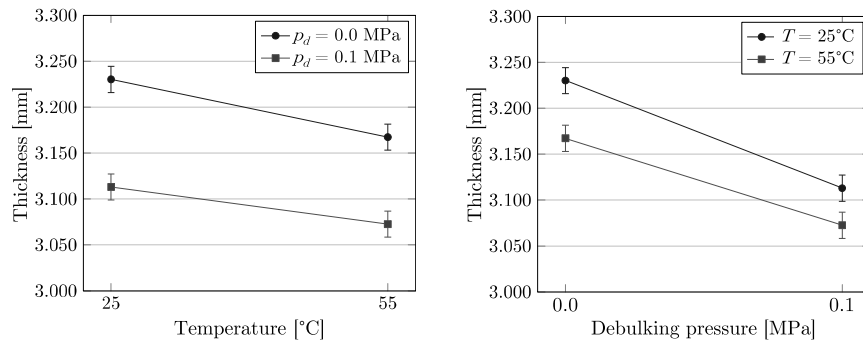 3.300
3.250
3.200
3.150
3.100
3.050
3.000
Thickness [mm]
25
55
Temperature [°C]
p_d = 0.0 MPa
p_d = 0.1 MPa
3.300
3.250
3.200
3.150
3.100
3.050
3.000
Thickness [mm]
0.0
0.1
Debulking pressure [MPa]
T = 25°C
T = 55°C